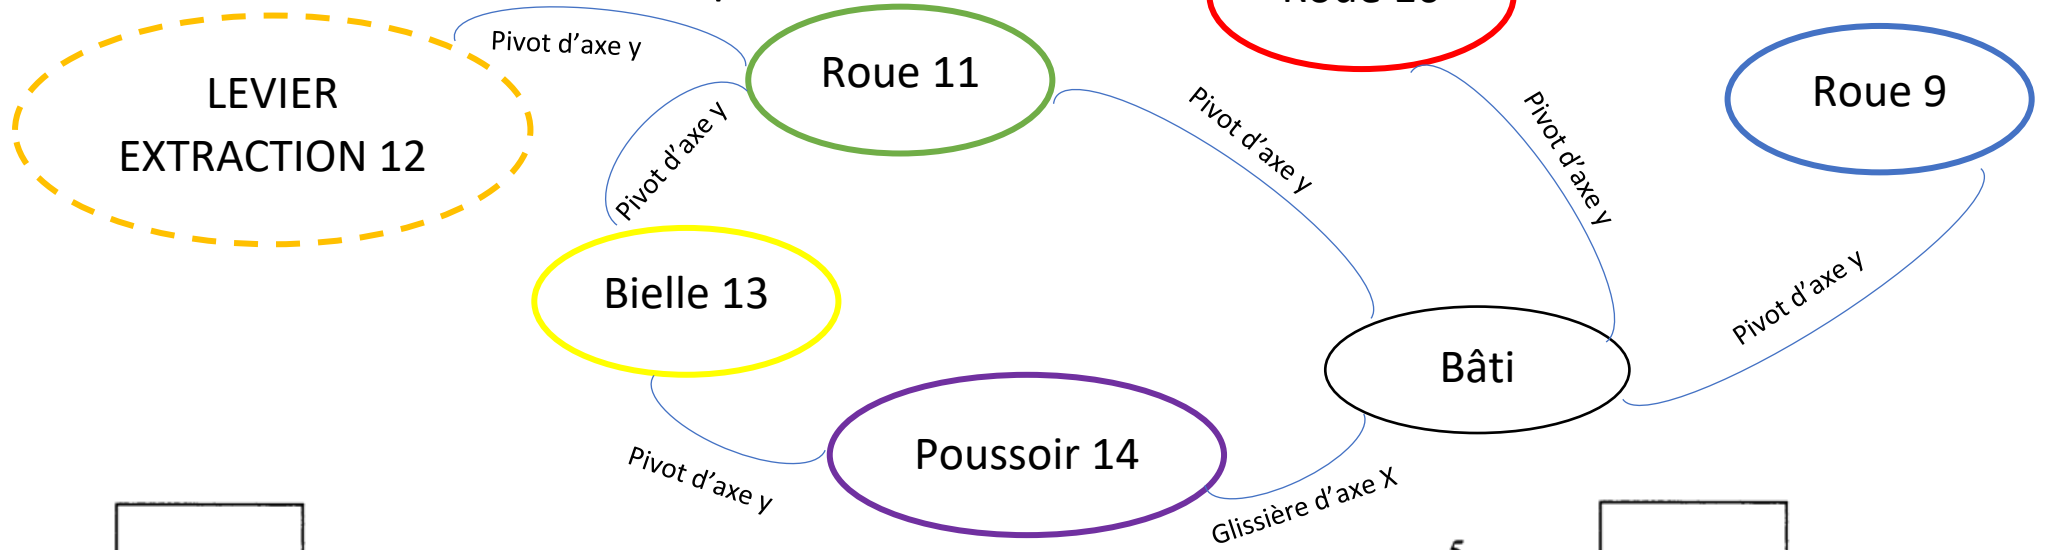 Pivot d'axe y
Roue 11
Roue 9
LEVIER
EXTRACTION 12
Pivot d'axe y
Pivot d'axe y
Pivot d'axe y
Pivot d'axe y
Bielle 13
Bâti
Poussoir 14
Pivot d'axe y
Glissière d'axe X